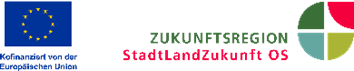 ZUKUNFTSREGION
StadtLandZukunft OS
Kofinanziert von der
Europäischen Union